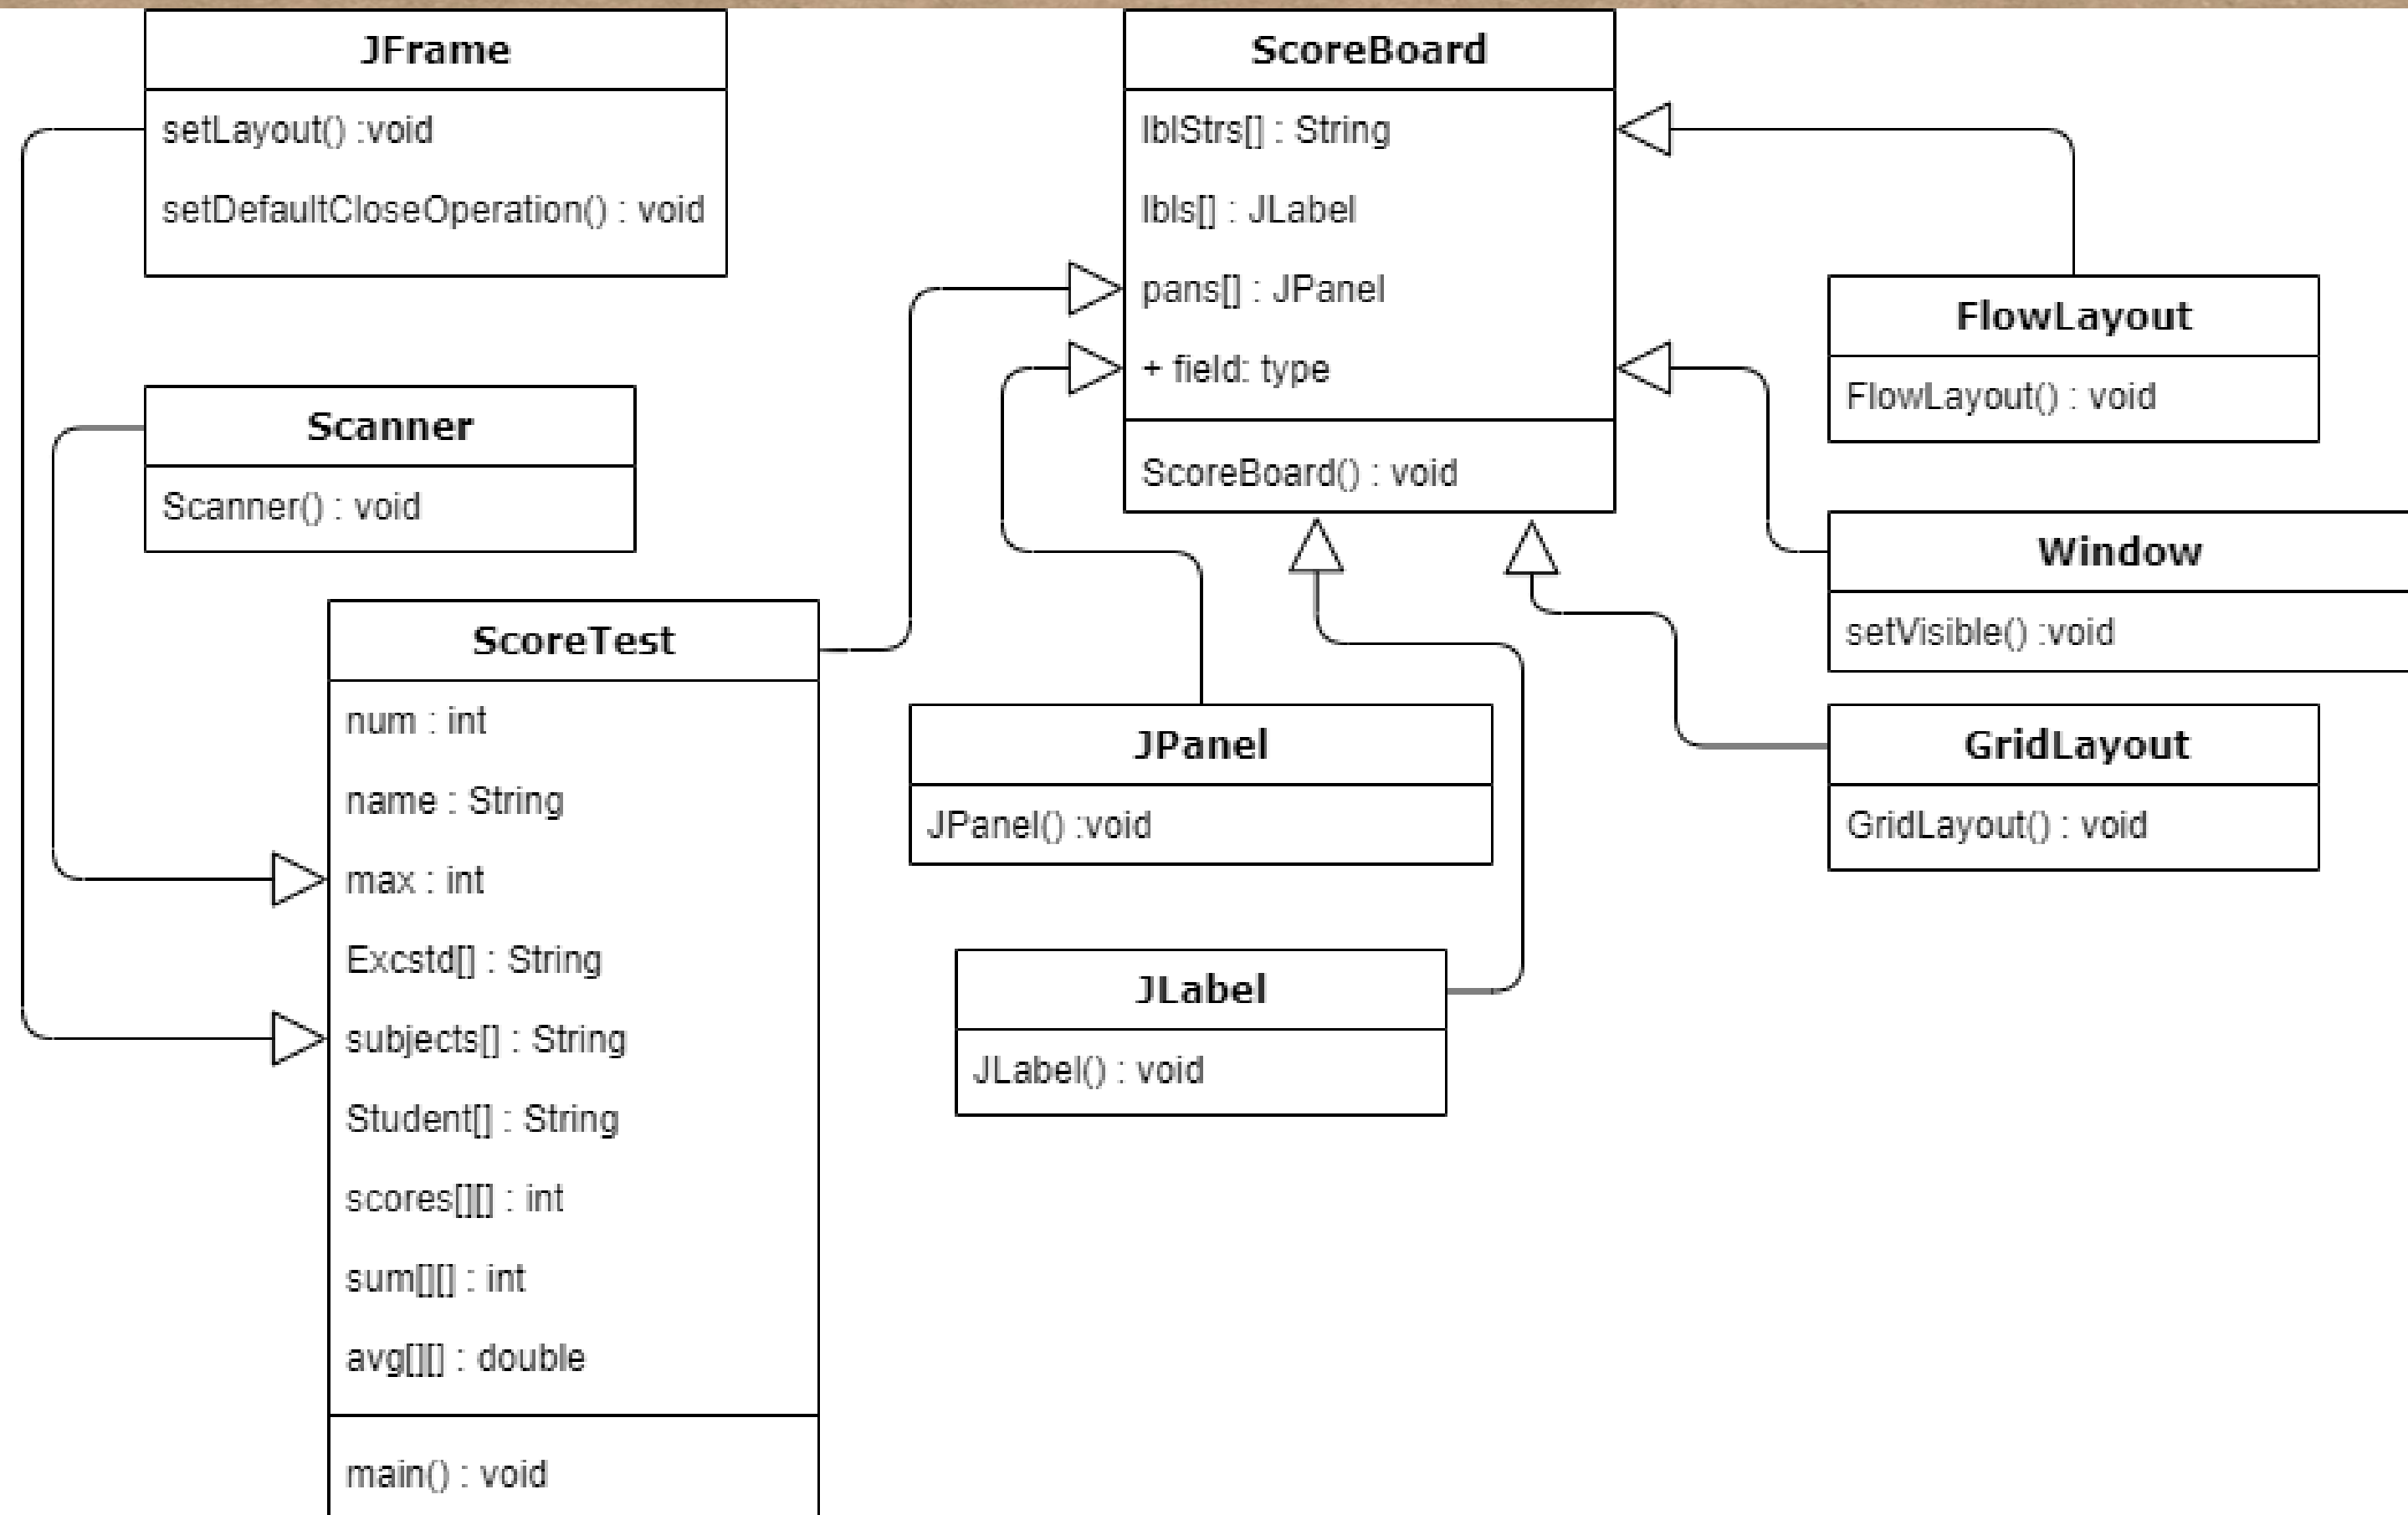 JFrame
setLayout() :void
setDefaultCloseOperation() : void
Scanner
Scanner() : void
ScoreTest
num : int
name : String
max : int
Excstd[] : String
subjects[] : String
Student[] : String
scores[][] : int
sum[][] : int
avg[][] : double
main() : void
ScoreBoard
lblStrs[] : String
lbls[] : JLabel
pans[] : JPanel
+ field: type
ScoreBoard() : void
JPanel
JPanel() :void
JLabel
JLabel() : void
FlowLayout
FlowLayout() : void
Window
setVisible() :void
GridLayout
GridLayout() : void